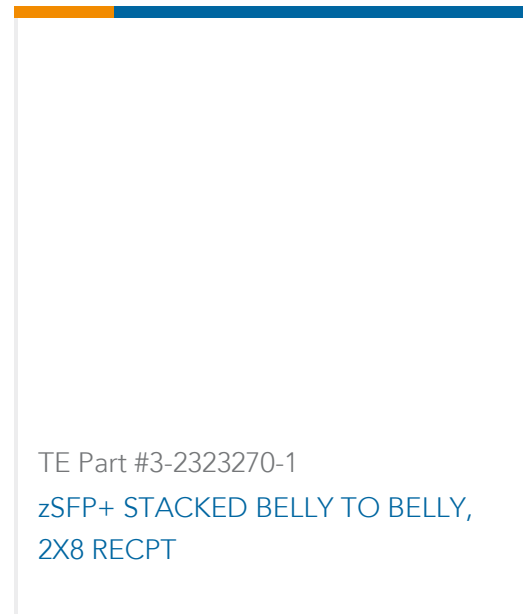 TE Part #3-2323270-1
zSFP+ STACKED BELLY TO BELLY,
2X8 RECPT